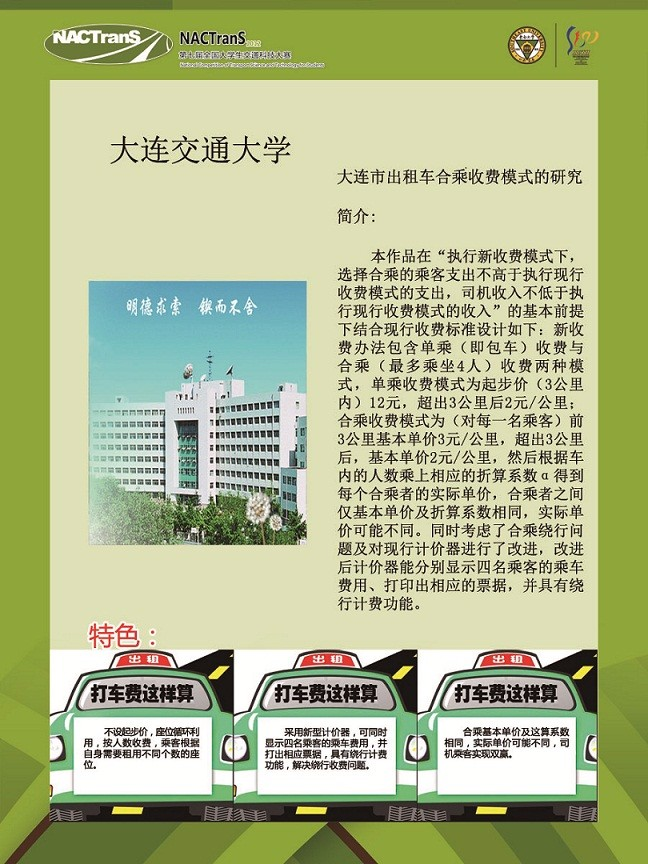 NACTranS
NACTranS 2012
第七届全国大学生交通科技大赛
National Competition of Transport Science and Technology for Students
大连交通大学
大连市出租车合乘收费模式的研究
简介:
本作品在“执行新收费模式下，
选择合乘的乘客支出不高于执行现行
收费模式的支出，司机收入不低于执
行现行收费模式的收入”的基本前提
下结合现行收费标准设计如下：新收
费办法包含单乘（即包车）收费与
合乘（最多乘坐4人）收费两种模
式，单乘收费模式为起步价（3公里
内）12元，超出3公里后2元/公里；
合乘收费模式为（对每一名乘客）前
3公里基本单价3元/公里，超出3公里
后，基本单价2元/公里，然后根据车
内的人数乘上相应的折算系数α得到
每个合乘者的实际单价，合乘者之间
仅基本单价及折算系数相同，实际单
价可能不同。同时考虑了合乘绕行问
题及对现行计价器进行了改进，改进
后计价器能分别显示四名乘客的乘车
费用、打印出相应的票据，并具有绕
行计费功能。
明德求索 锲而不舍
特色：
出租
打车费这样算
不设起步价，座位循环利
用，按人数收费，乘客根据
自身需要租用不同个数的座
位。
出租
打车费这样算
采用新型计价器，可同时
显示四名乘客的乘车费用，并
打出相应票据，具有绕行计费
功能，解决绕行收费问题。
出租
打车费这样算
合乘基本单价及这算系数
相同，实际单价可能不同，司
机乘客实现双赢。